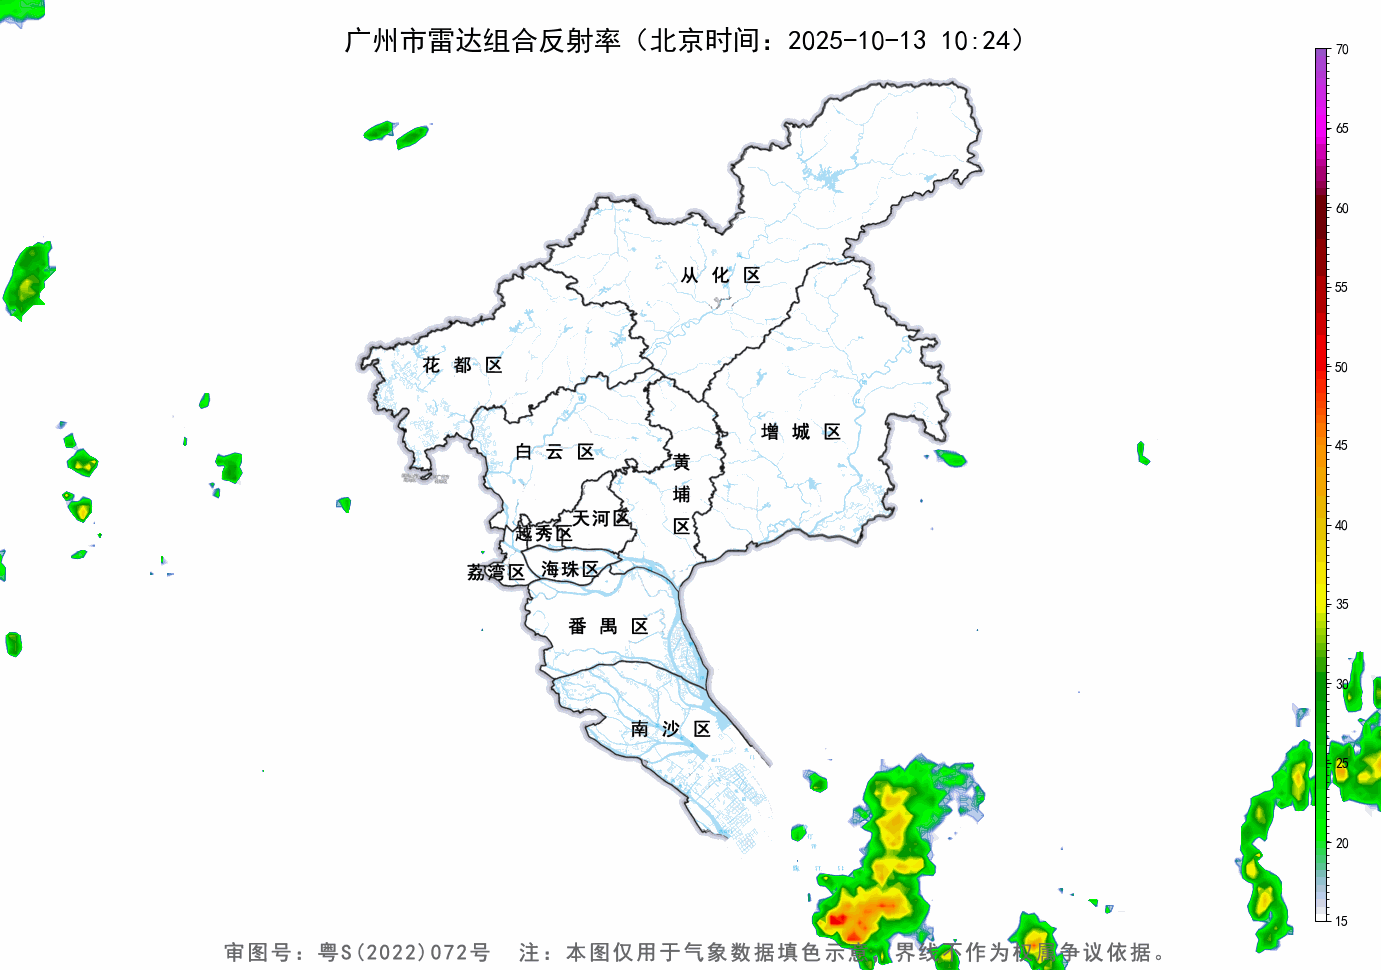 广州市雷达组合反射率（北京时间：2025-10-13 10:24）
70
65
60
55
50
45
40
35
30
25
20
15
从化区
花都区
增城区
白云区
黄埔区
天河区
越秀区
荔湾区
海珠区
番禺区
南沙区
审图号：粤S(2022)072号 注：本图仅用于气象数据填色示意，界线不作为权属争议依据。